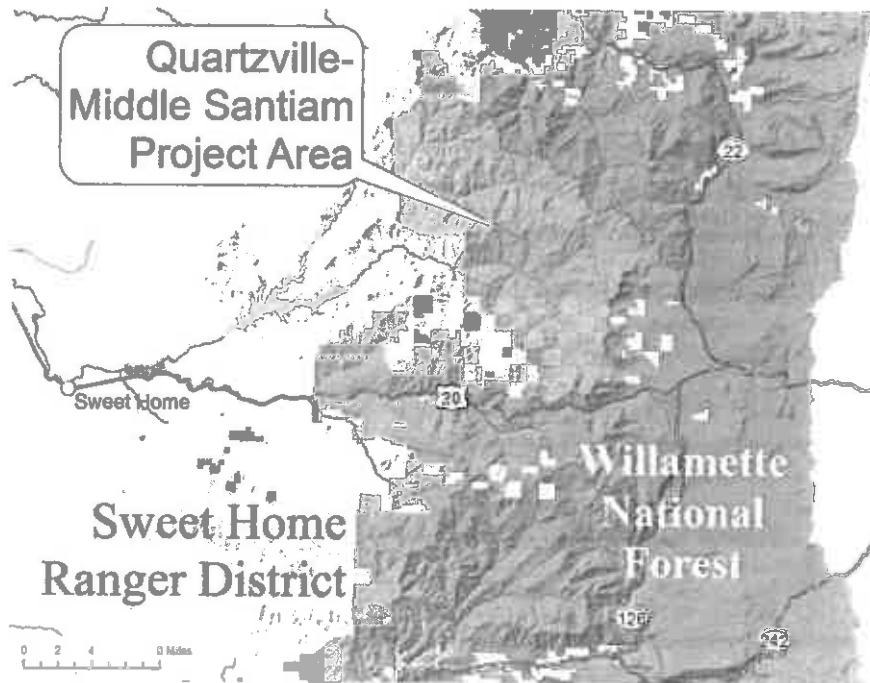 Quartzville-
Middle Santiam
Project Area
22
Sweet Home
20
Willamette
National
Forest
Sweet Home
Ranger District
126
242
0 2 4 8 Miles